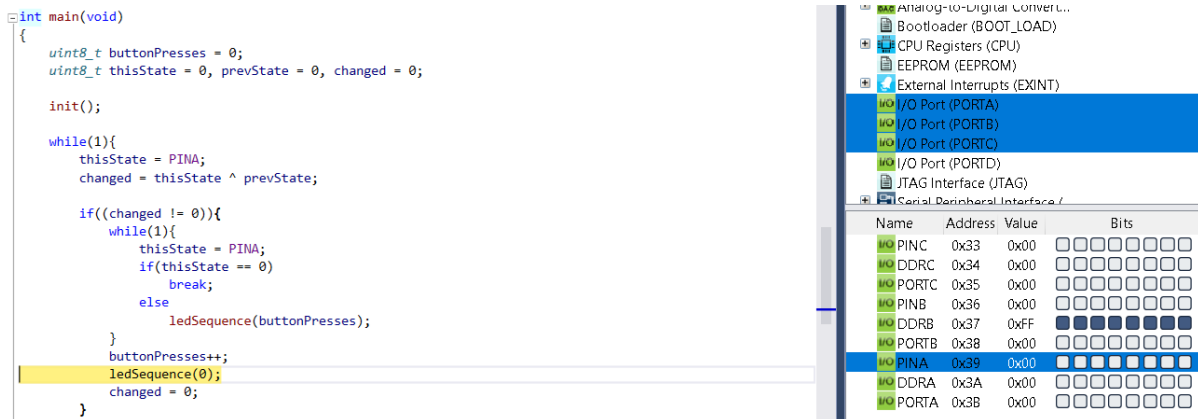 int main(void)
{
uint8_t buttonPresses = 0;
uint8_t thisState = 0, prevState = 0, changed = 0;
init();
while(1){
thisState = PINA;
changed = thisState ^ prevState;
if((changed != 0)){
while(1){
thisState = PINA;
if(thisState == 0)
break;
else
ledSequence(buttonPresses);
}
buttonPresses++;
ledSequence(0);
changed = 0;
}
Analog-to-Digital Convert...
Bootloader (BOOT_LOAD)
CPU Registers (CPU)
EEPROM (EEPROM)
External Interrupts (EXINT)
I/O I/O Port (PORTA)
I/O I/O Port (PORTB)
I/O I/O Port (PORTC)
I/O I/O Port (PORTD)
JTAG Interface (JTAG)
Serial Peripheral Interface (
Name Address Value Bits
I/O PINC 0x33 0x00
I/O DDRC 0x34 0x00
I/O PORTC 0x35 0x00
I/O PINB 0x36 0x00
I/O DDRB 0x37 0xFF
I/O PORTB 0x38 0x00
I/O PINA 0x39 0x00
I/O DDRA 0x3A 0x00
I/O PORTA 0x3B 0x00